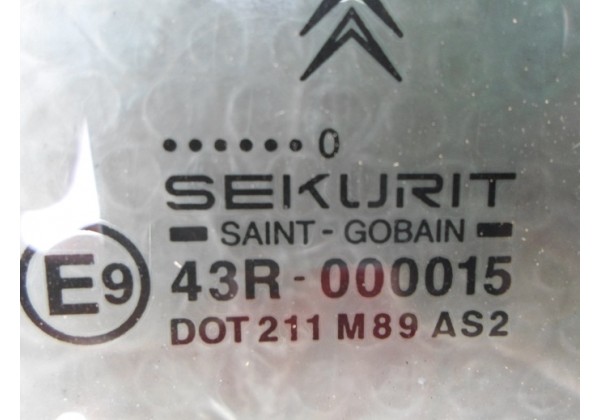 ......0
SEKURIT
SAINT-GOBAIN
E9 43R-000015
DOT 211 M89 AS2